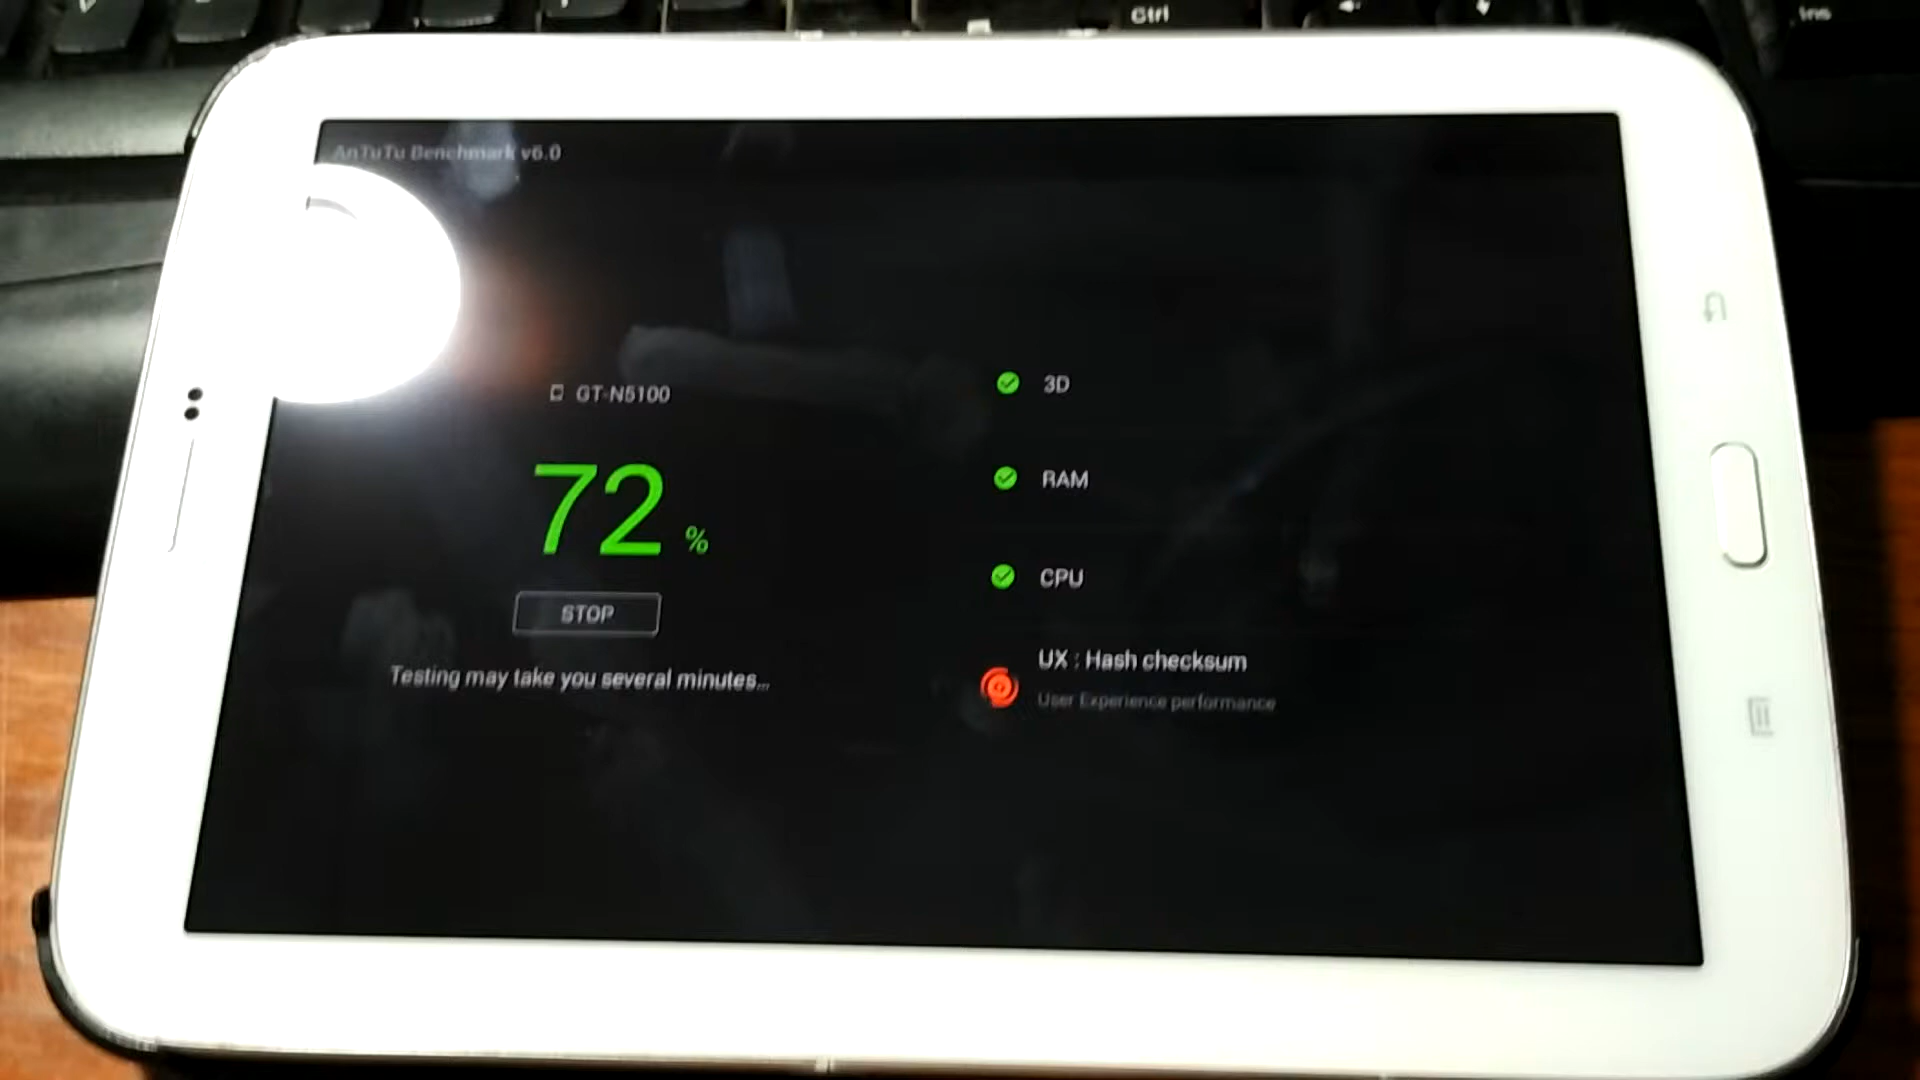 Ctrl
Ins
AnTuTu Benchmark v6.0
GT-N5100
72 %
STOP
Testing may take you several minutes...
3D
RAM
CPU
UX : Hash checksum
User Experience performance